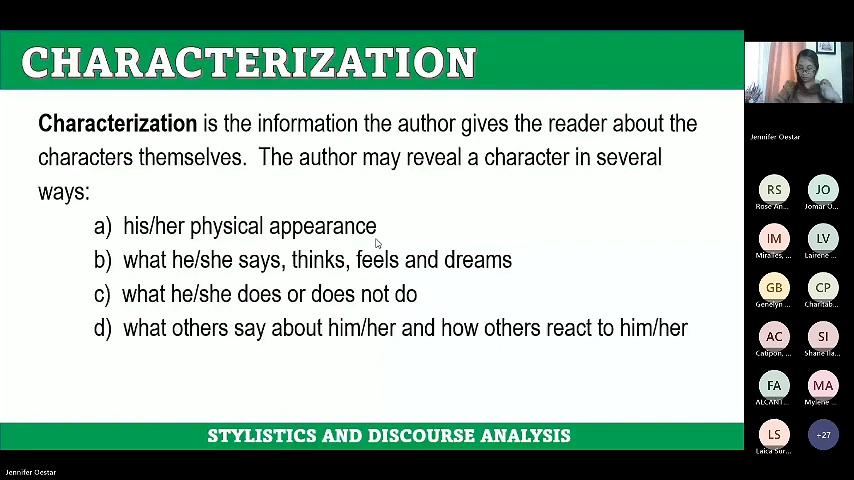 CHARACTERIZATION
Characterization is the information the author gives the reader about the
characters themselves. The author may reveal a character in several
ways:
a) his/her physical appearance
b) what he/she says, thinks, feels and dreams
c) what he/she does or does not do
d) what others say about him/her and how others react to him/her
STYLISTICS AND DISCOURSE ANALYSIS
Jennifer Oestar
Jennifer Oestar
RS JO
Rose An... Jomar O...
IM LV
Miralles, ... Lairene ...
GB CP
Genelyn ... Charitab...
AC SI
Catipon, ... Shane Ila...
FA MA
ALCANT... Mylene ...
LS +27
Laica Sur...